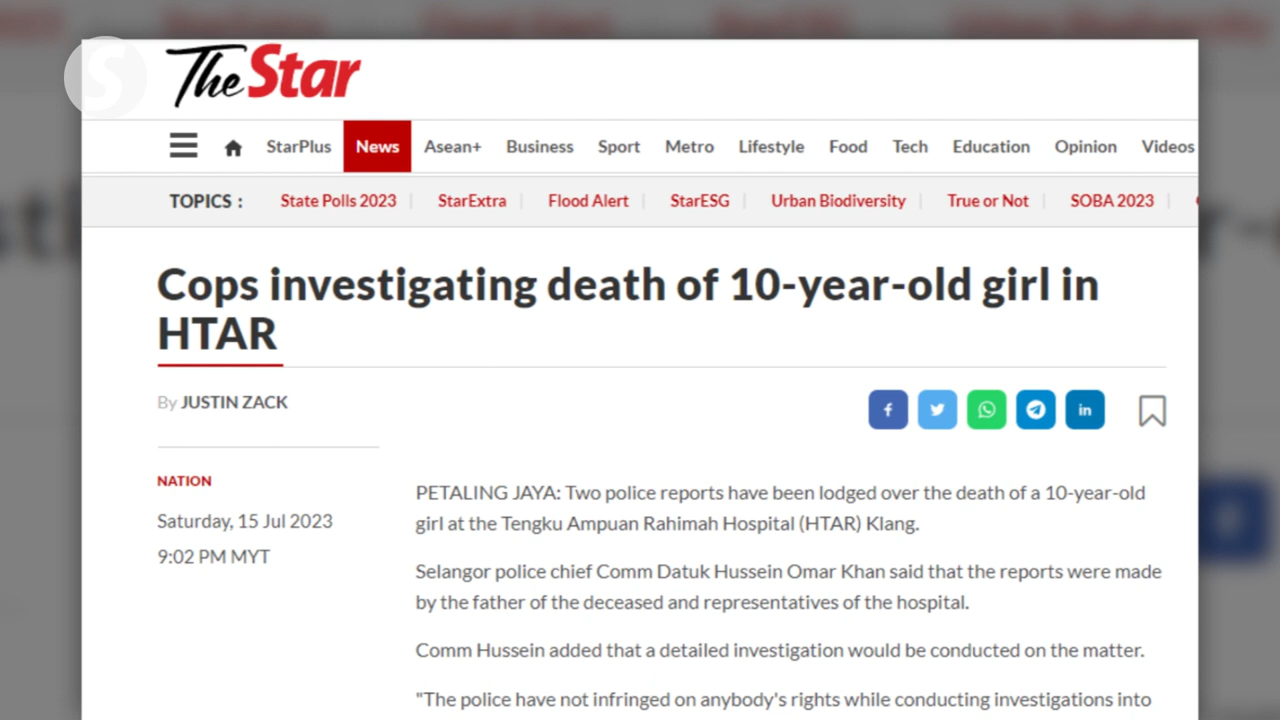 The Star
StarPlus News Asean+ Business Sport Metro Lifestyle Food Tech Education Opinion Videos
TOPICS : State Polls 2023 StarExtra Flood Alert StarESG Urban Biodiversity True or Not SOBA 2023
Cops investigating death of 10-year-old girl in
HTAR
By JUSTIN ZACK
NATION
Saturday, 15 Jul 2023
9:02 PM MYT
PETALING JAYA: Two police reports have been lodged over the death of a 10-year-old
girl at the Tengku Ampuan Rahimah Hospital (HTAR) Klang.
Selangor police chief Comm Datuk Hussein Omar Khan said that the reports were made
by the father of the deceased and representatives of the hospital.
Comm Hussein added that a detailed investigation would be conducted on the matter.
"The police have not infringed on anybody's rights while conducting investigations into